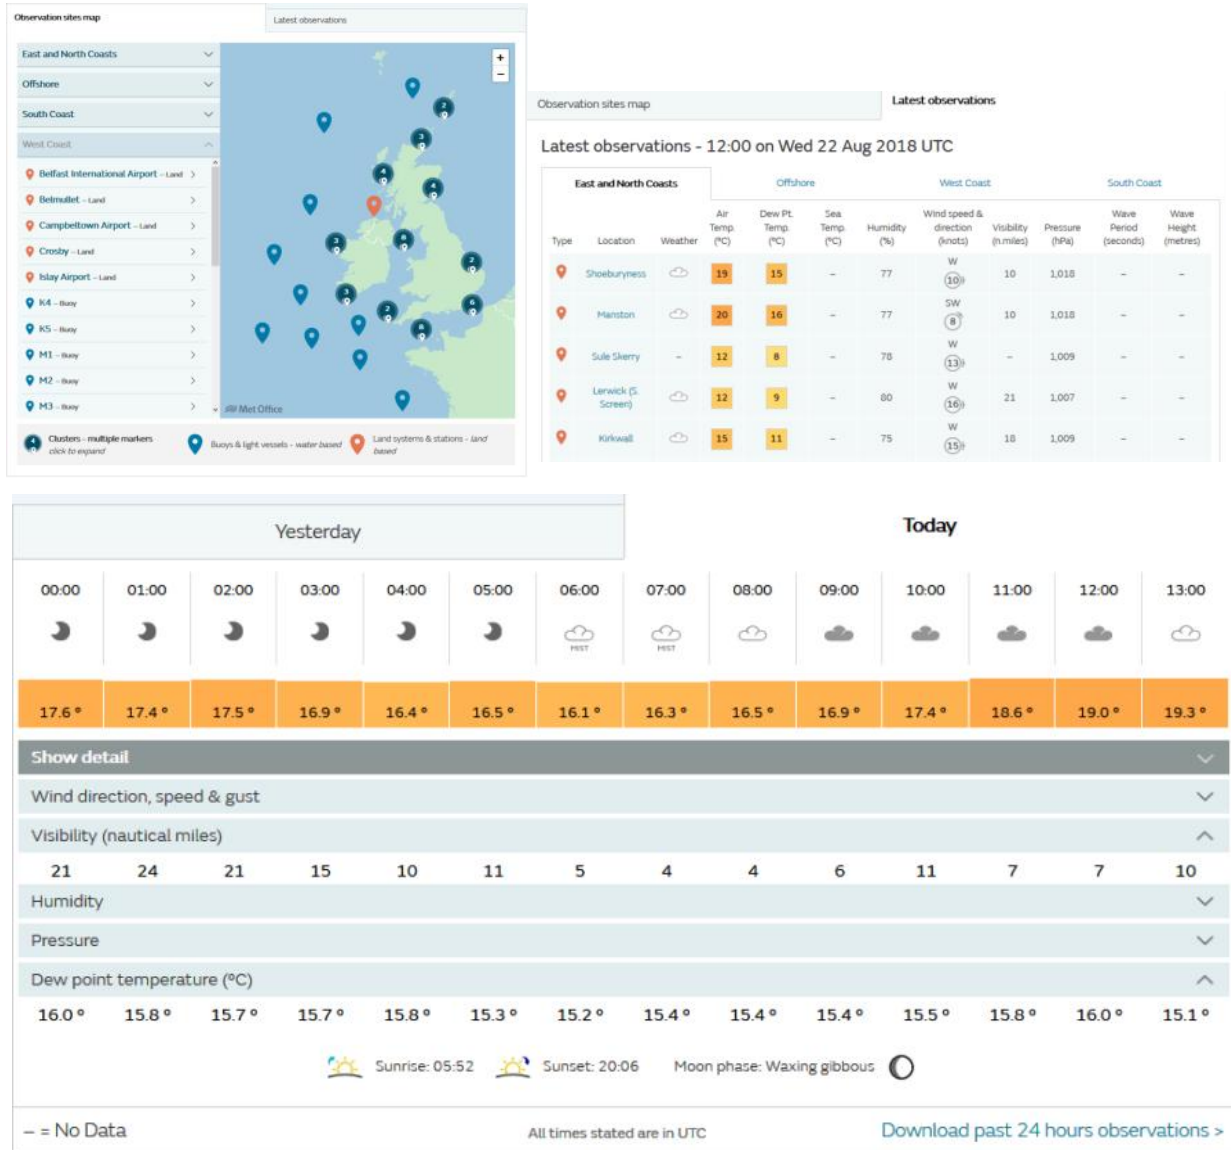 Observation sites map
Latest observations
East and North Coasts
Offshore
South Coast
West Coast
Belfast International Airport – Land
Belmullet – Land
Campbeltown Airport – Land
Crosby – Land
Islay Airport – Land
K4 – Buoy
K5 – Buoy
M1 – Buoy
M2 – Buoy
M3 – Buoy
+
−
2
3
4
4
8
3
2
3
2
6
8
Met Office
4 Clusters - multiple markers
click to expand
Buoys & light vessels - water based
Land systems & stations - land
based
Observation sites map
Latest observations
Latest observations - 12:00 on Wed 22 Aug 2018 UTC
East and North Coasts Offshore West Coast South Coast
Type Location Weather Air Temp. (°C) Dew Pt. Temp. (°C) Sea Temp. (°C) Humidity (%) Wind speed & direction (knots) Visibility (n.miles) Pressure (hPa) Wave Period (seconds) Wave Height (metres)
Shoeburyness 19 15 – 77 W 10 10 1,018 – –
Manston 20 16 – 77 SW 8 10 1,018 – –
Sule Skerry – 12 8 – 78 W 13 – 1,009 – –
Lerwick (S. Screen) 12 9 – 80 W 16 21 1,007 – –
Kirkwall 15 11 – 75 W 15 18 1,009 – –
Yesterday
Today
00:00 01:00 02:00 03:00 04:00 05:00 06:00 07:00 08:00 09:00 10:00 11:00 12:00 13:00
MIST MIST
17.6 ° 17.4 ° 17.5 ° 16.9 ° 16.4 ° 16.5 ° 16.1 ° 16.3 ° 16.5 ° 16.9 ° 17.4 ° 18.6 ° 19.0 ° 19.3 °
Show detail
Wind direction, speed & gust
Visibility (nautical miles)
21 24 21 15 10 11 5 4 4 6 11 7 7 10
Humidity
Pressure
Dew point temperature (°C)
16.0 ° 15.8 ° 15.7 ° 15.7 ° 15.8 ° 15.3 ° 15.2 ° 15.4 ° 15.4 ° 15.4 ° 15.5 ° 15.8 ° 16.0 ° 15.1 °
Sunrise: 05:52 Sunset: 20:06 Moon phase: Waxing gibbous
– = No Data
All times stated are in UTC
Download past 24 hours observations >